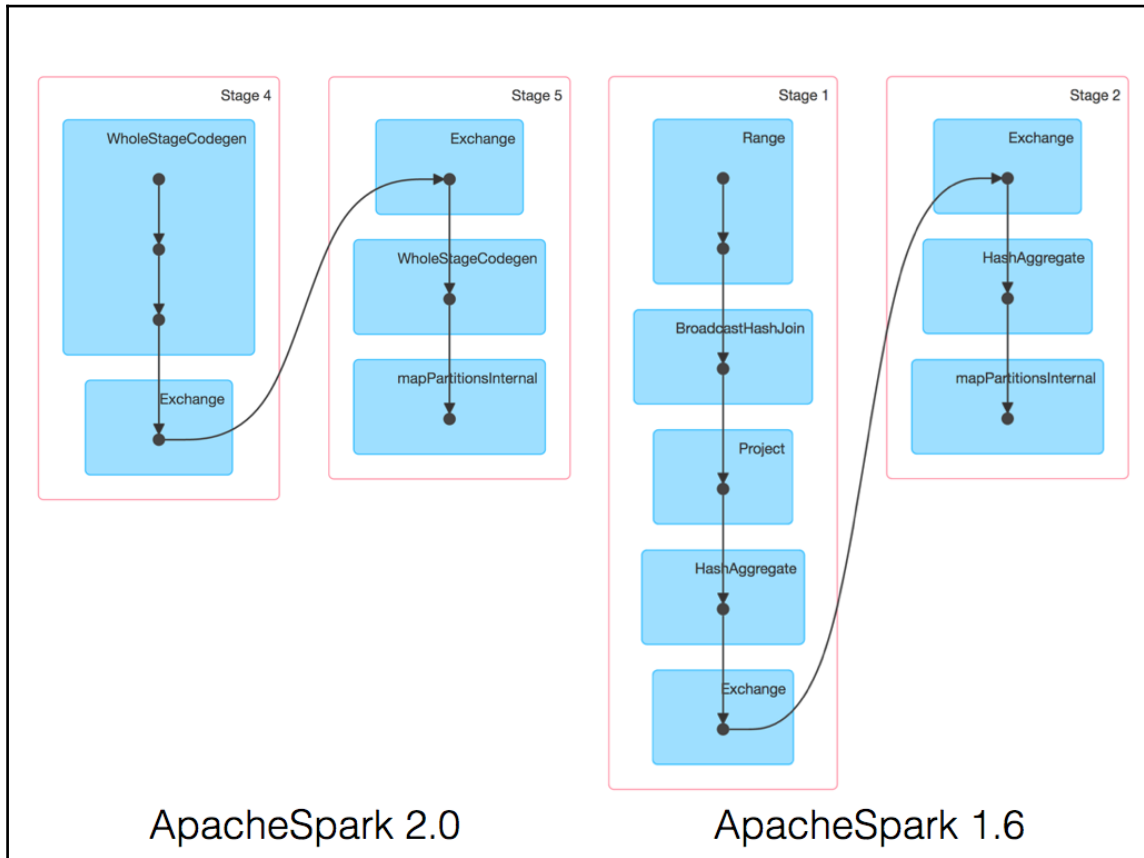 Stage 4
WholeStageCodegen
Exchange
Stage 5
Exchange
WholeStageCodegen
mapPartitionsInternal
Stage 1
Range
BroadcastHashJoin
Project
HashAggregate
Exchange
Stage 2
Exchange
HashAggregate
mapPartitionsInternal
ApacheSpark 2.0
ApacheSpark 1.6